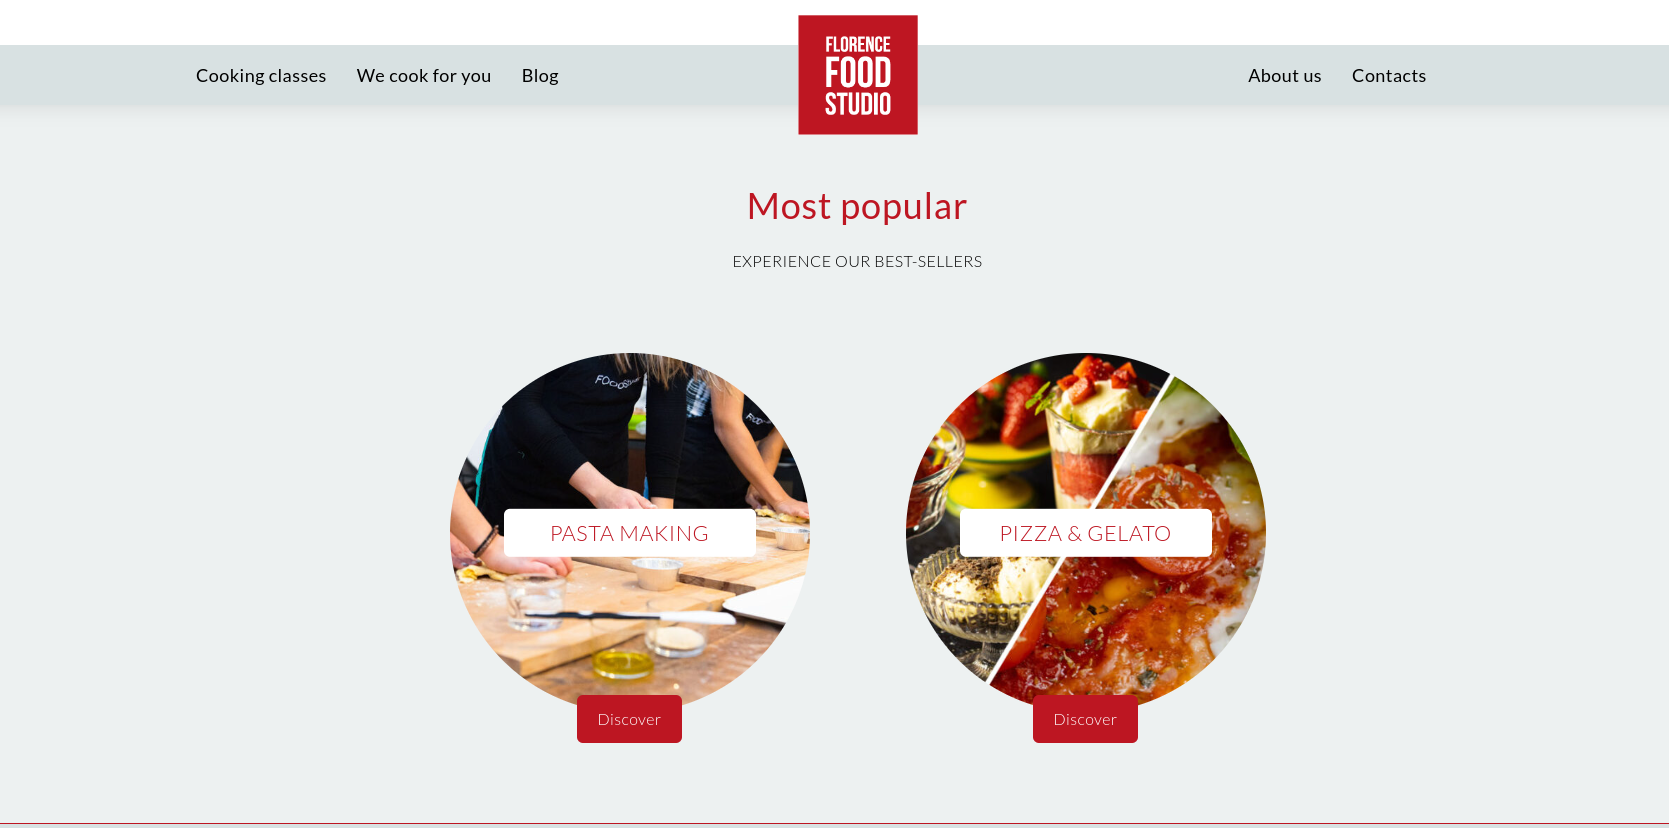 Cooking classes
We cook for you
Blog
FLORENCE
FOOD
STUDIO
About us
Contacts
Most popular
EXPERIENCE OUR BEST-SELLERS
PASTA MAKING
PIZZA & GELATO
Discover
Discover